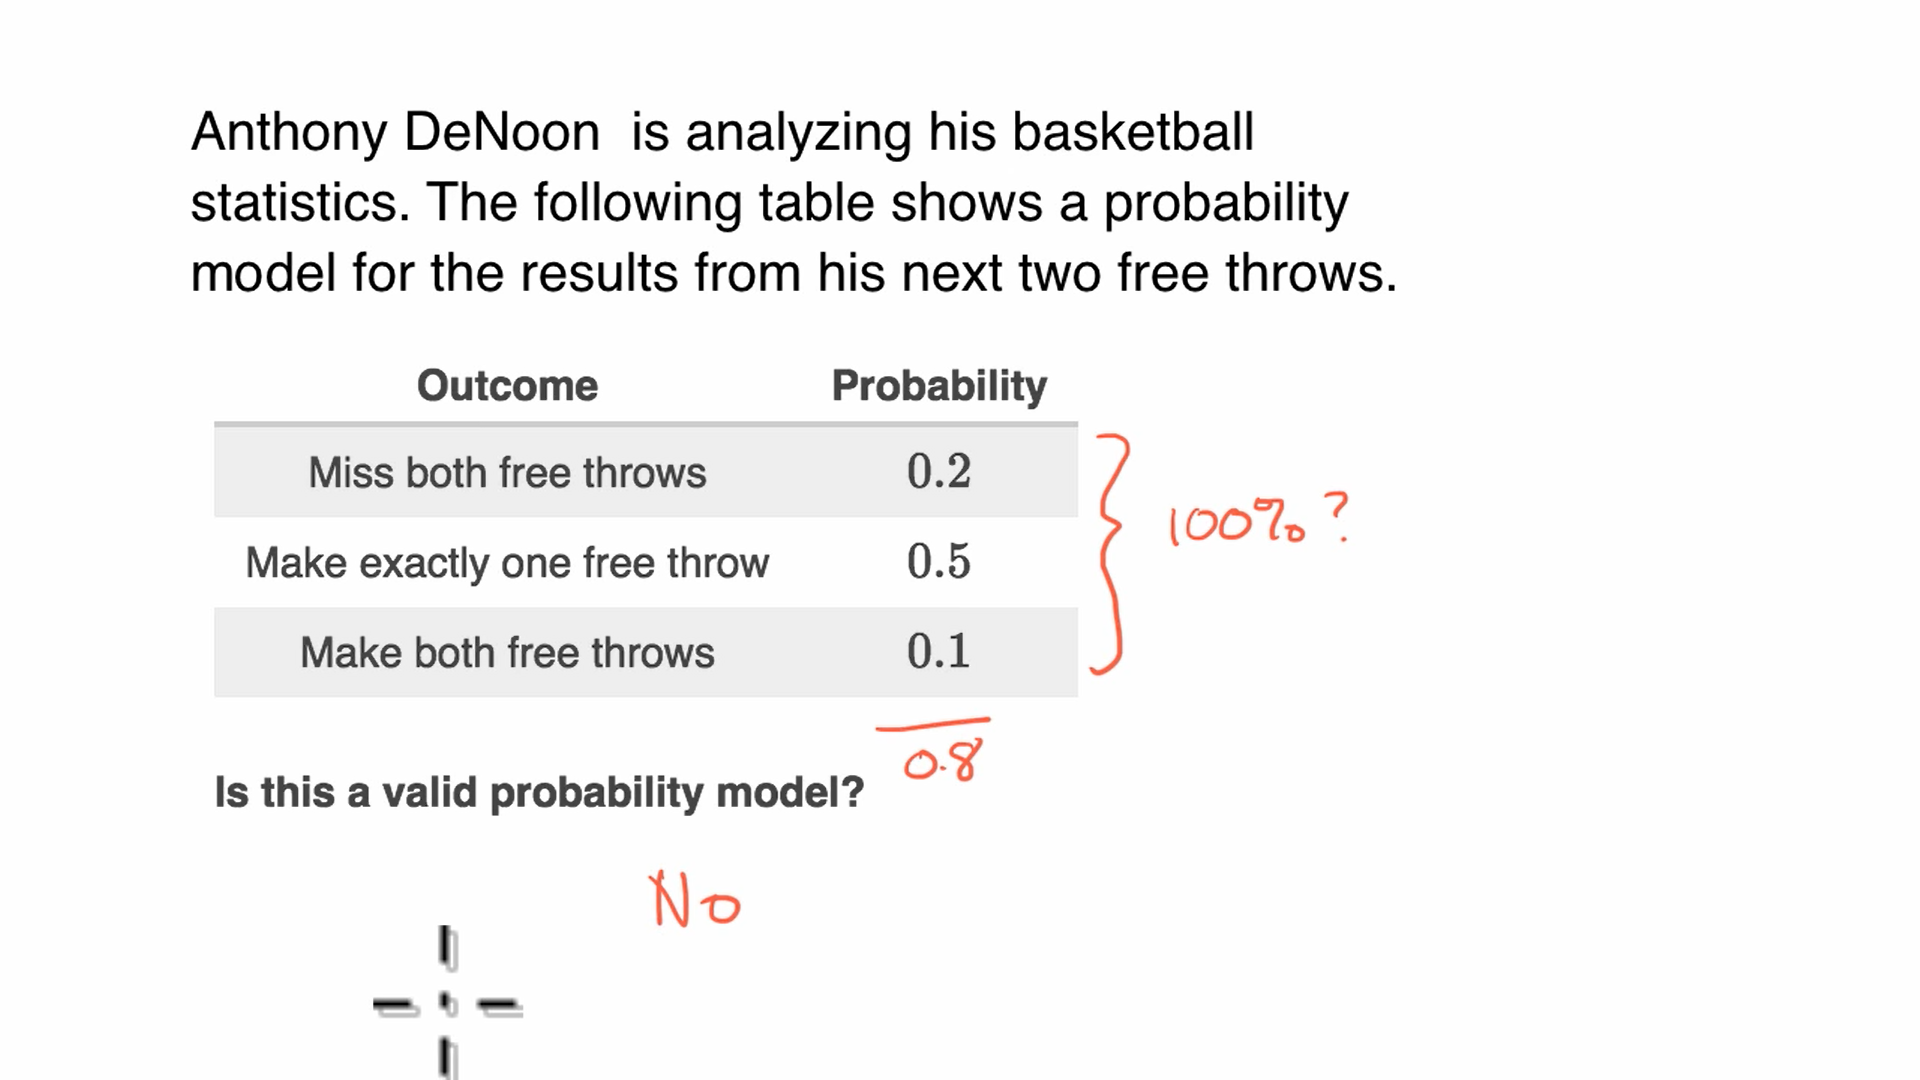 Anthony DeNoon is analyzing his basketball
statistics. The following table shows a probability
model for the results from his next two free throws.
Outcome Probability
Miss both free throws 0.2
100%?
Make exactly one free throw 0.5
Make both free throws 0.1
0.8
Is this a valid probability model?
No